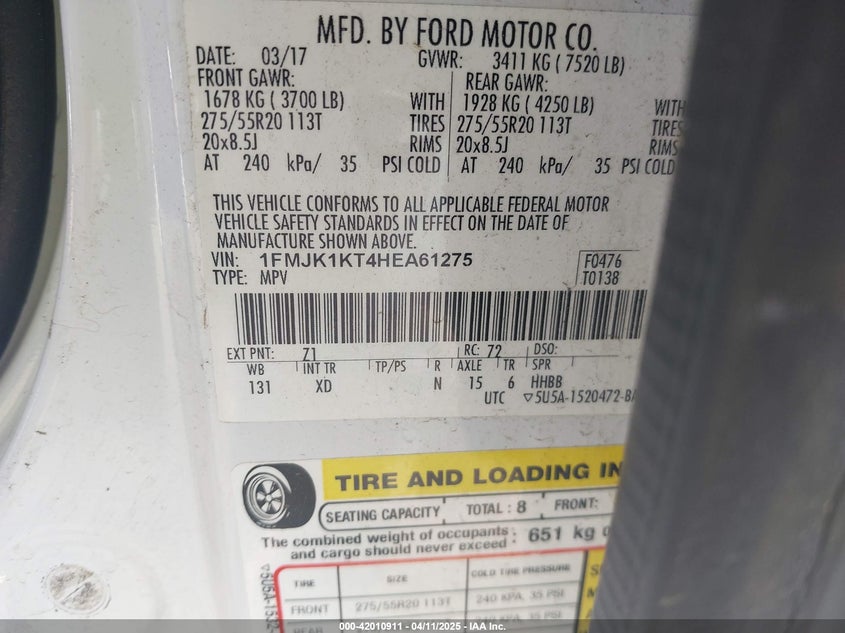 MFD. BY FORD MOTOR CO.
DATE: 03/17 GVWR: 3411 KG ( 7520 LB)
FRONT GAWR: REAR GAWR:
1678 KG ( 3700 LB) WITH 1928 KG ( 4250 LB) WITH
275/55R20 113T TIRES 275/55R20 113T TIRES
20x8.5J RIMS 20x8.5J RIMS
AT 240 kPa/ 35 PSI COLD AT 240 kPa/ 35 PSI COLD
THIS VEHICLE CONFORMS TO ALL APPLICABLE FEDERAL MOTOR
VEHICLE SAFETY STANDARDS IN EFFECT ON THE DATE OF
MANUFACTURE SHOWN ABOVE.
VIN: 1FMJK1KT4HEA61275 F0476
TYPE: MPV T0138
EXT PNT: Z1 RC: 72 DSO:
WB INT TR TP/PS R AXLE TR SPR
131 XD N 15 6 HHBB
UTC ▽5U5A-1520472-BA
TIRE AND LOADING IN
SEATING CAPACITY TOTAL : 8 FRONT:
The combined weight of occupants : 651 kg
and cargo should never exceed :
TIRE SIZE COLD TIRE PRESSURE
FRONT 275/55R20 113T 240 KPA, 35 PSI
REAR
▽5U5A-1532
000-42010911 - 04/11/2025 - IAA Inc.